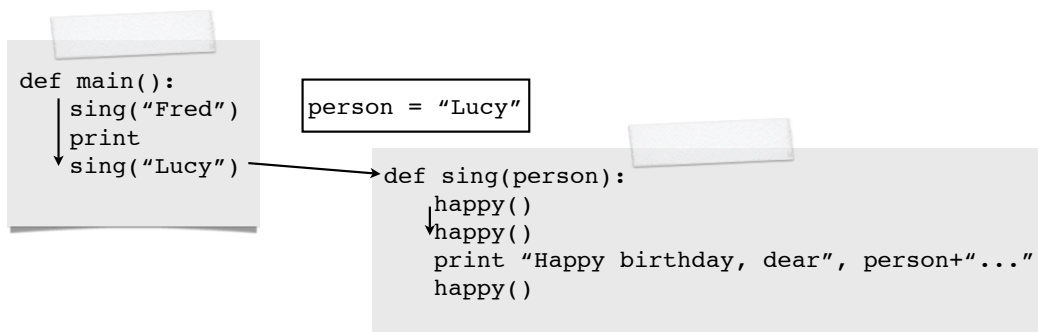 def main():
sing(“Fred”)
print
sing(“Lucy”)
person = “Lucy”
def sing(person):
happy()
happy()
print “Happy birthday, dear”, person+“...”
happy()